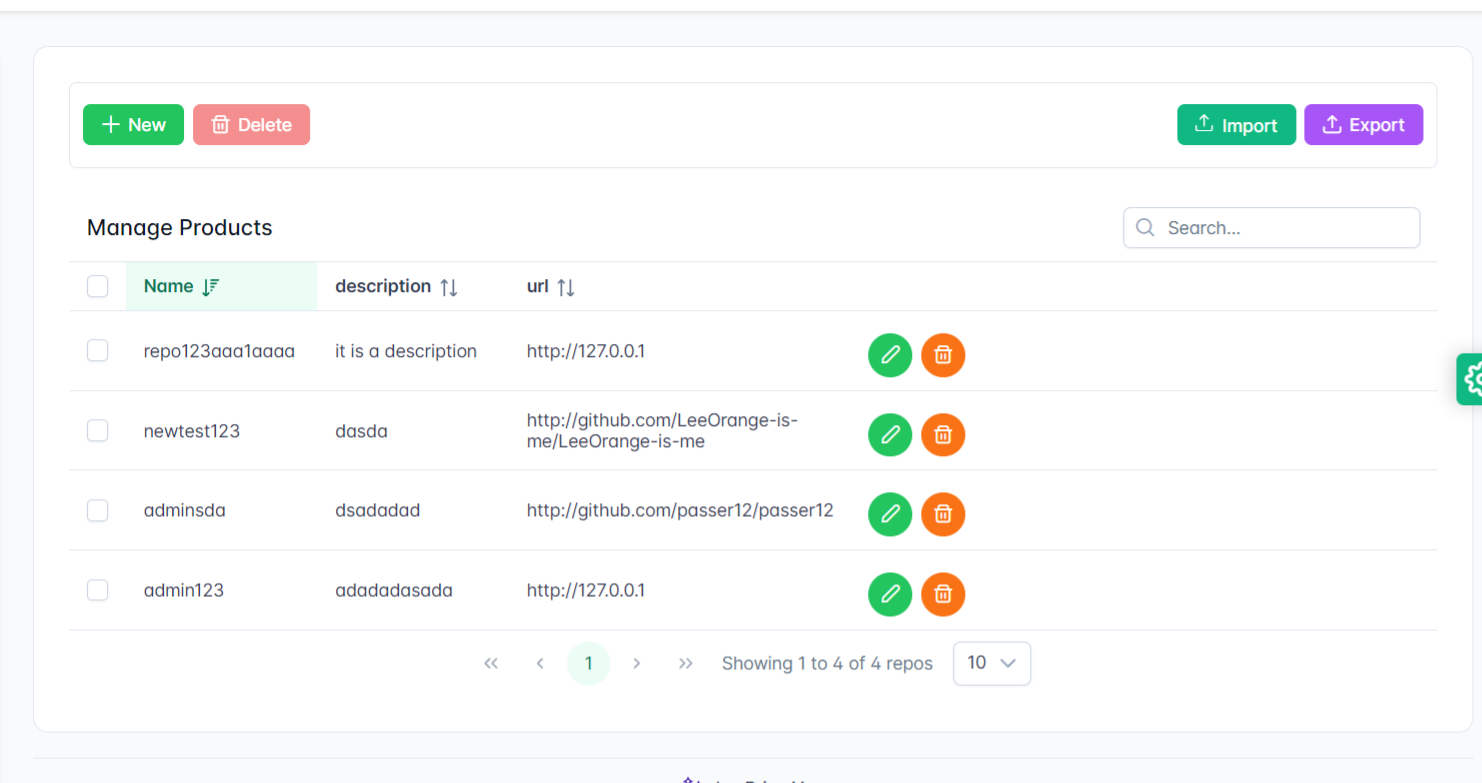 New Delete Import Export
Manage Products Search...
Name description url
repo123aaa1aaaa it is a description http://127.0.0.1
newtest123 dasda http://github.com/LeeOrange-is-
me/LeeOrange-is-me
adminsda dsadadad http://github.com/passer12/passer12
admin123 adadadasada http://127.0.0.1
1 Showing 1 to 4 of 4 repos 10